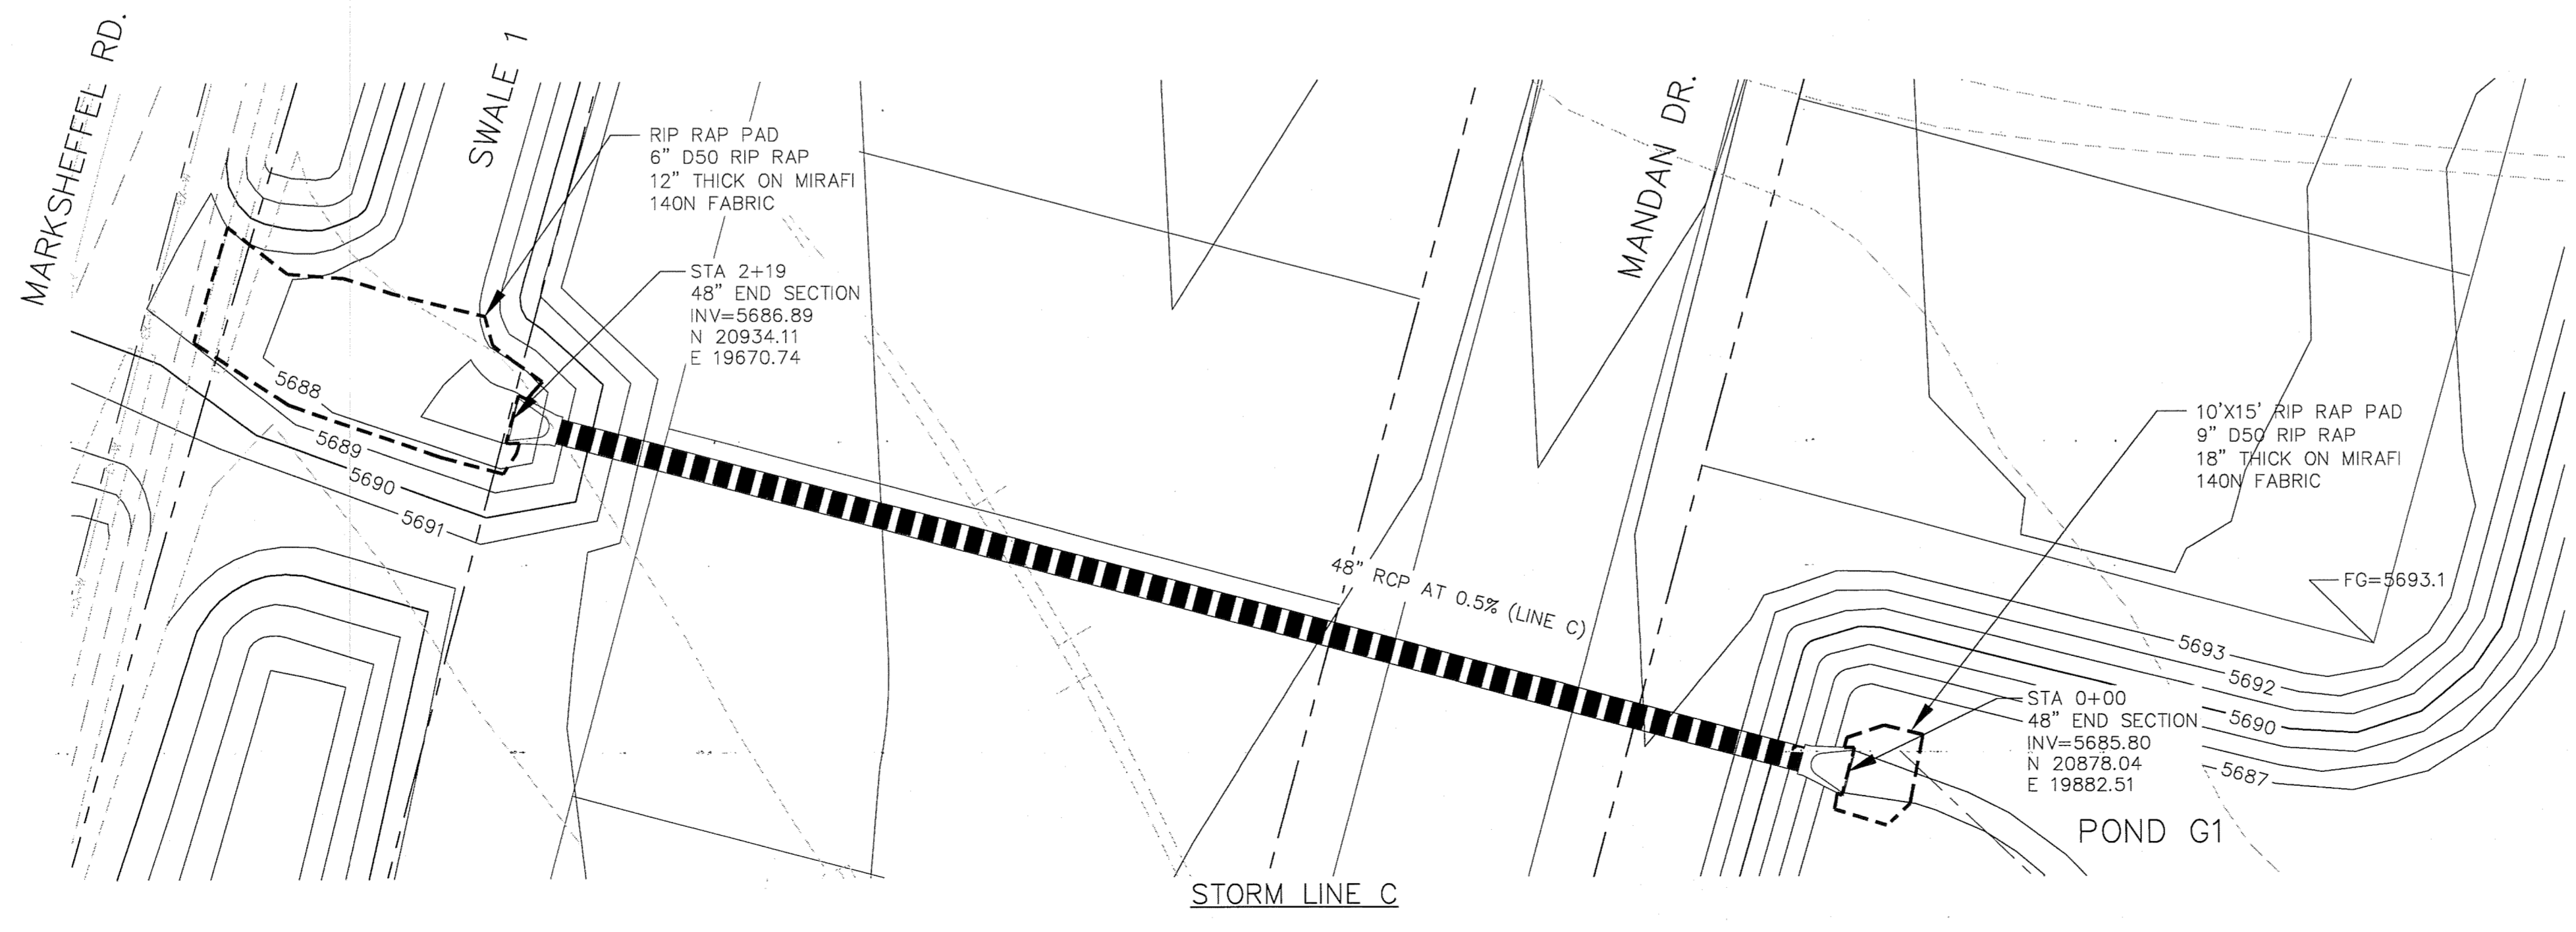 MARKSHEFFEL RD.
SWALE 1
RIP RAP PAD
6" D50 RIP RAP
12" THICK ON MIRAFI
140N FABRIC
STA 2+19
48" END SECTION
INV=5686.89
N 20934.11
E 19670.74
5688
5689
5690
5691
48" RCP AT 0.5% (LINE C)
MANDAN DR.
10'X15' RIP RAP PAD
9" D50 RIP RAP
18" THICK ON MIRAFI
140N FABRIC
FG=5693.1
5693
5692
5690
5687
STA 0+00
48" END SECTION
INV=5685.80
N 20878.04
E 19882.51
POND G1
STORM LINE C